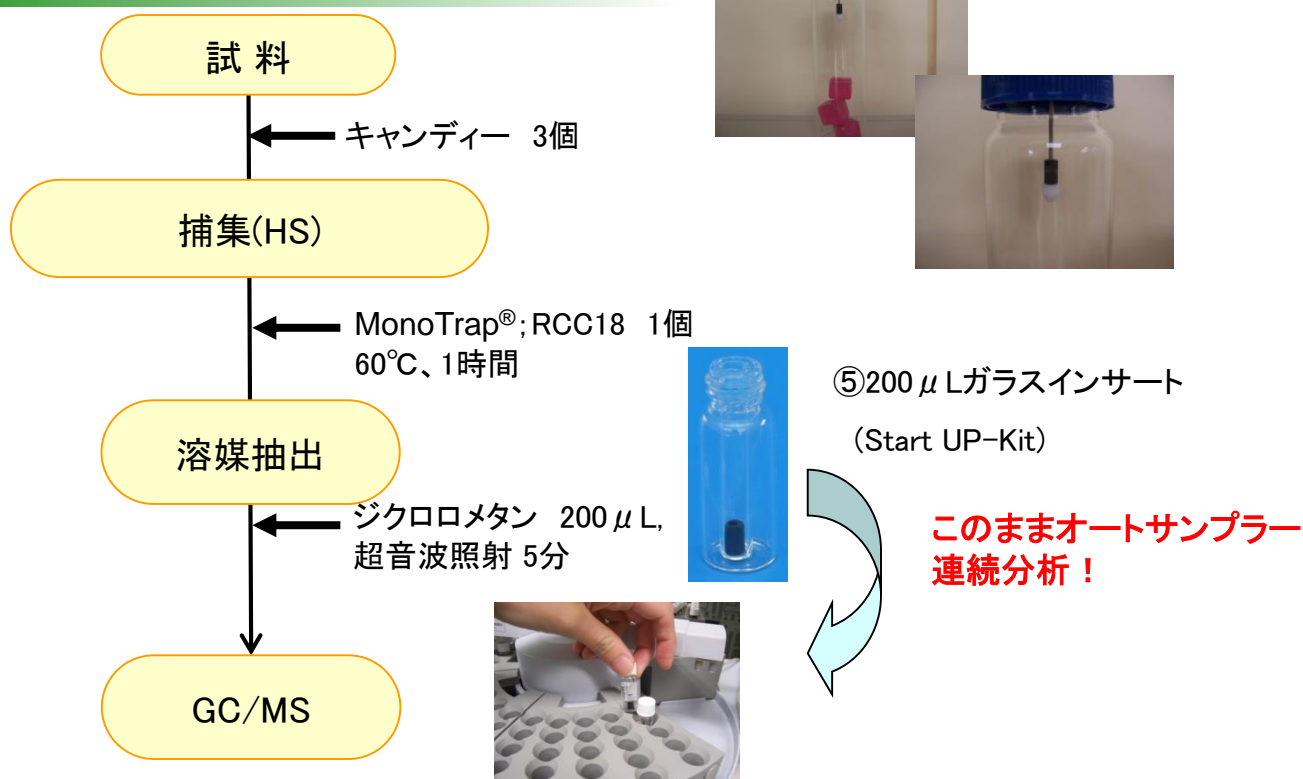 試 料
キャンディー 3個
捕集(HS)
MonoTrap®;RCC18 1個
60℃、1時間
溶媒抽出
ジクロロメタン 200μL,
超音波照射 5分
GC/MS
⑤200μLガラスインサート
(Start UP-Kit)
このままオートサンプラー
連続分析!